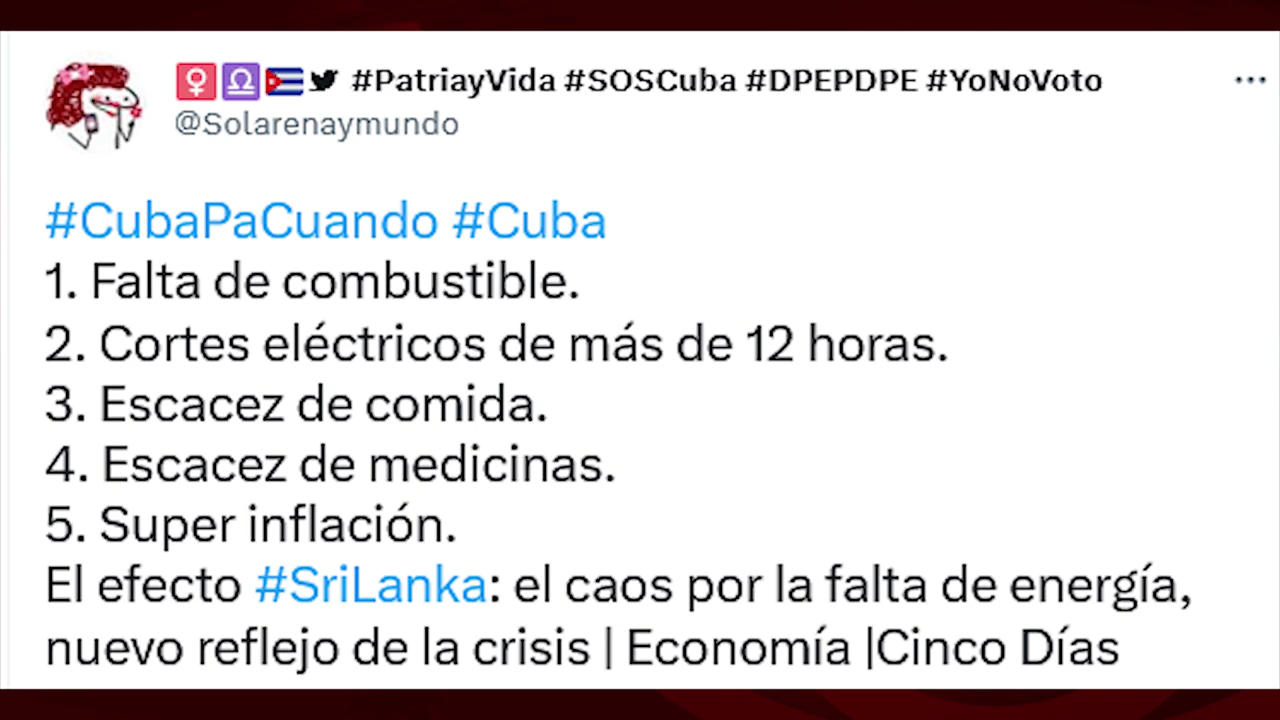 #PatriayVida #SOSCuba #DPEPDPE #YoNoVoto
@Solarenaymundo
#CubaPaCuando #Cuba
1. Falta de combustible.
2. Cortes eléctricos de más de 12 horas.
3. Escacez de comida.
4. Escacez de medicinas.
5. Super inflación.
El efecto #SriLanka: el caos por la falta de energía,
nuevo reflejo de la crisis | Economía |Cinco Días